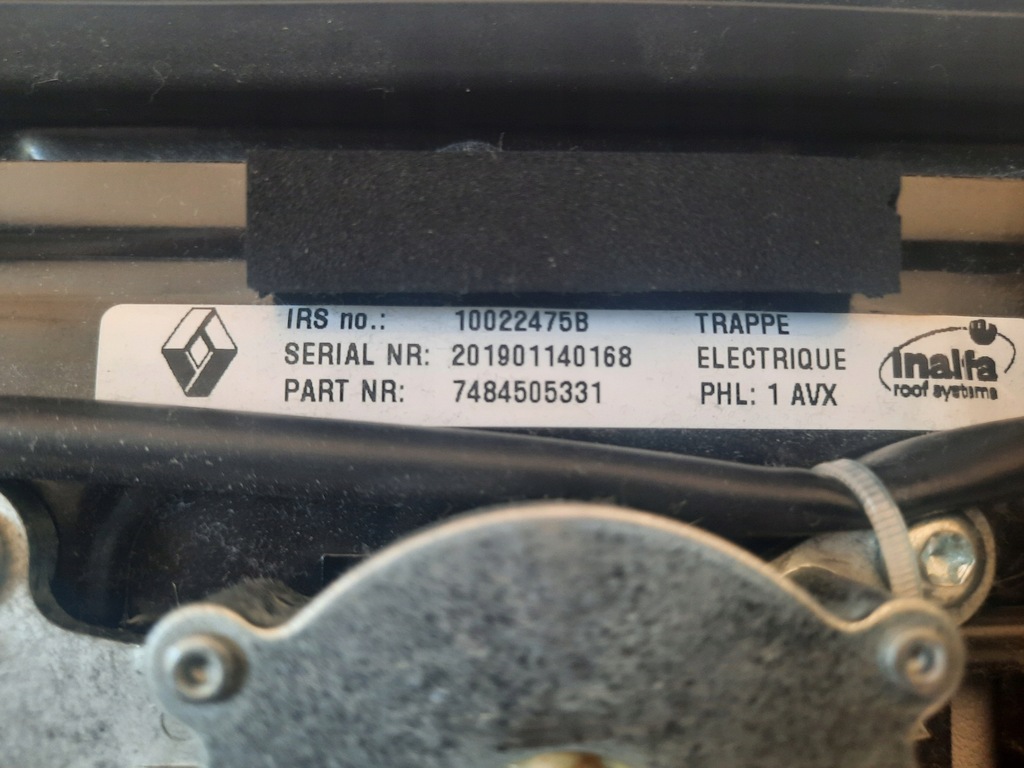 IRS no.: 10022475B TRAPPE
SERIAL NR: 201901140168 ELECTRIQUE
PART NR: 7484505331 PHL: 1 AVX
Inalfa
roof systems